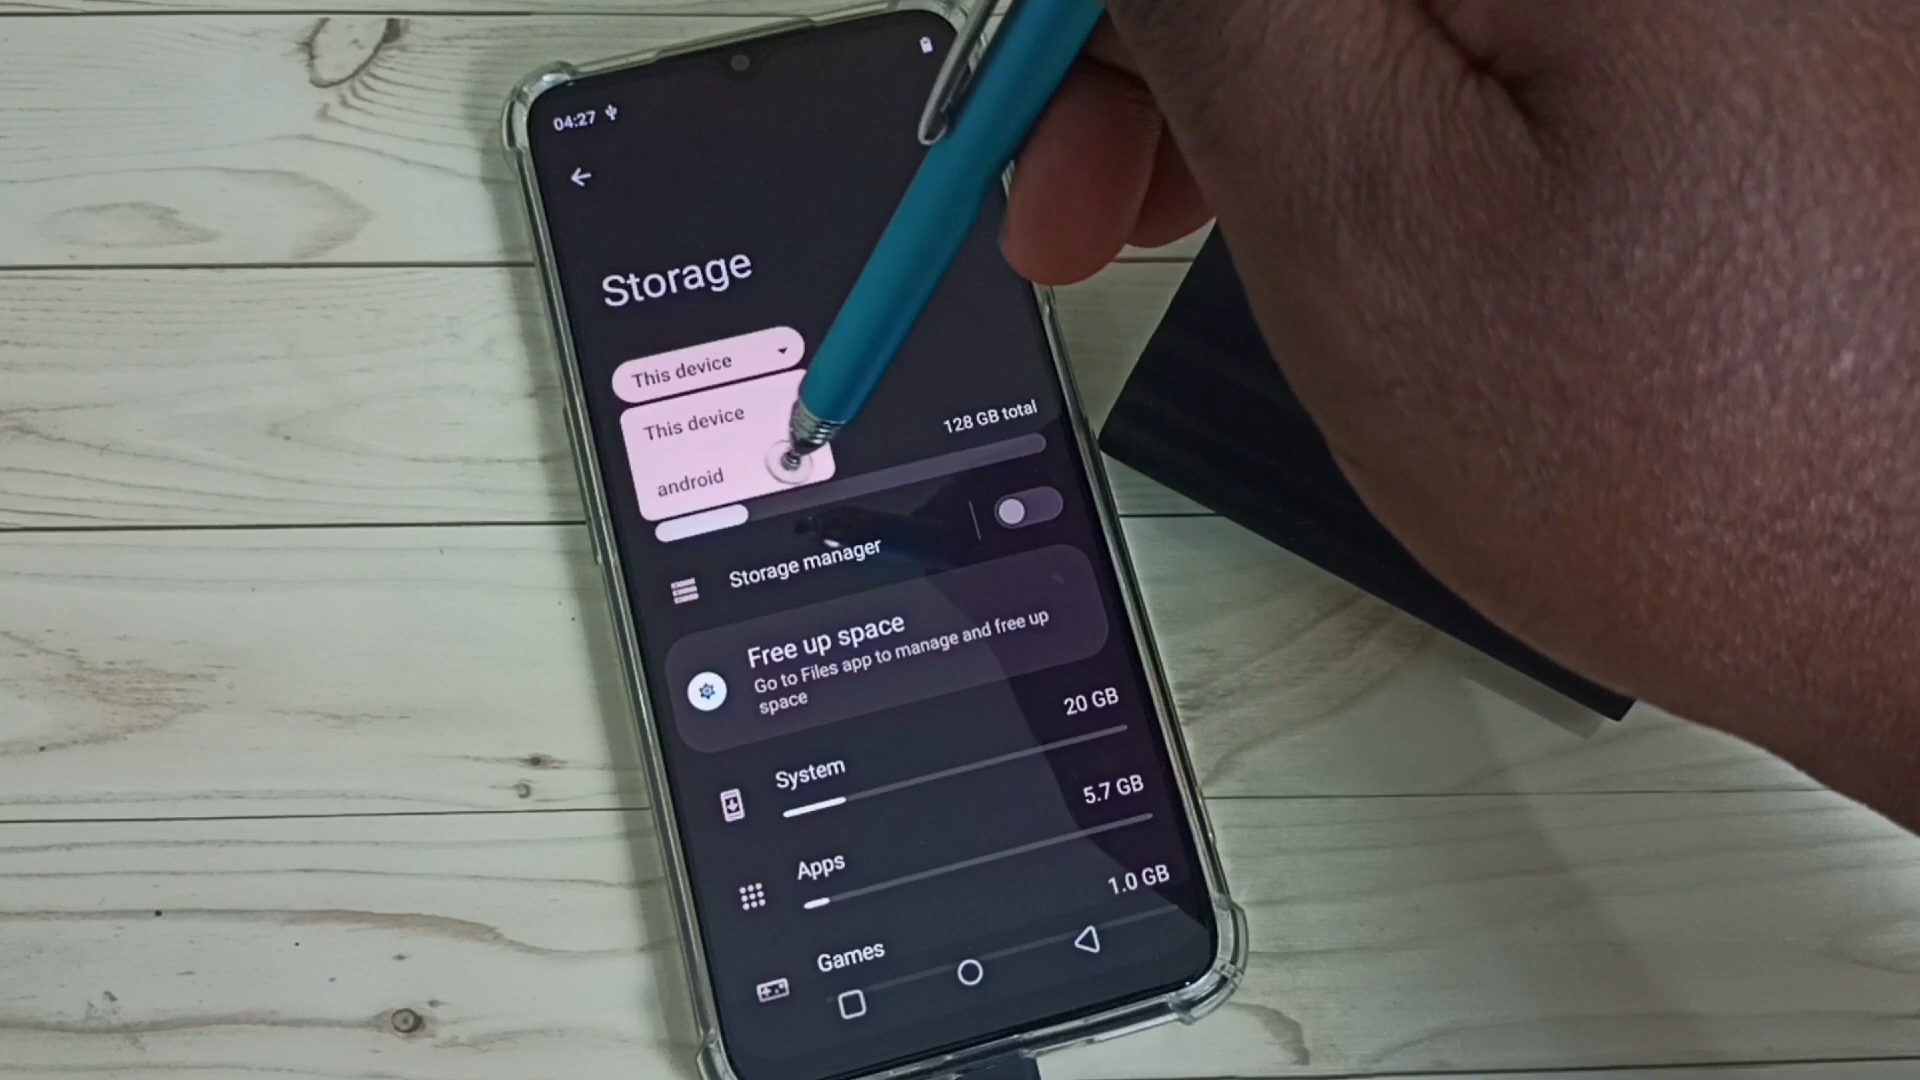 04:27
Storage
This device
This device
android
128 GB total
Storage manager
Free up space
Go to Files app to manage and free up
space
System
20 GB
Apps
5.7 GB
Games
1.0 GB